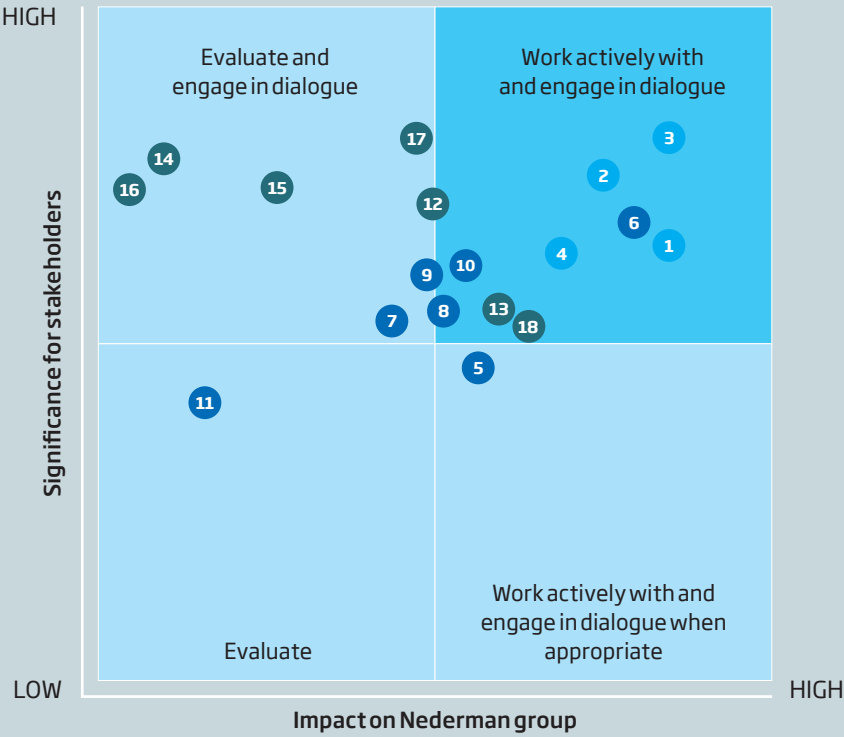 HIGH
Evaluate and
engage in dialogue
Work actively with
and engage in dialogue
17
3
14
16
15
2
12
6
1
4
10
9
8
13
7
18
5
11
Significance for stakeholders
Work actively with and
engage in dialogue when
appropriate
Evaluate
LOW
HIGH
Impact on Nederman group